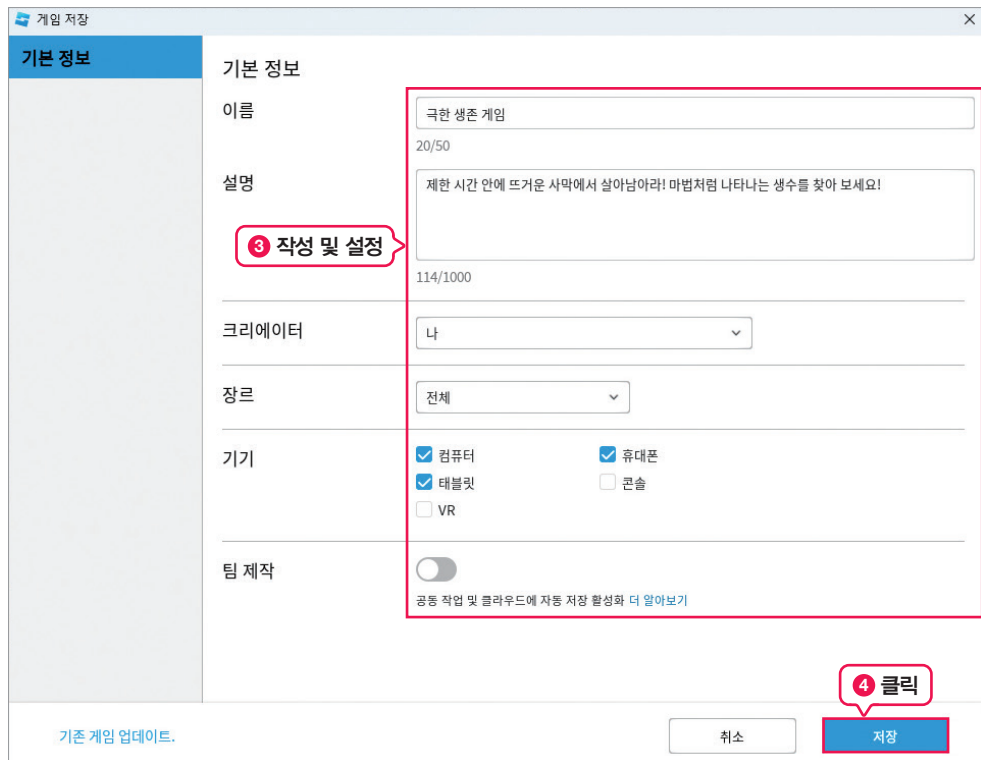 게임 저장
기본 정보
기본 정보
이름
극한 생존 게임
20/50
설명
제한 시간 안에 뜨거운 사막에서 살아남아라! 마법처럼 나타나는 생수를 찾아 보세요!
❸ 작성 및 설정
114/1000
크리에이터
나
장르
전체
기기
컴퓨터
휴대폰
태블릿
콘솔
VR
팀 제작
공동 작업 및 클라우드에 자동 저장 활성화 더 알아보기
❹ 클릭
기존 게임 업데이트.
취소
저장